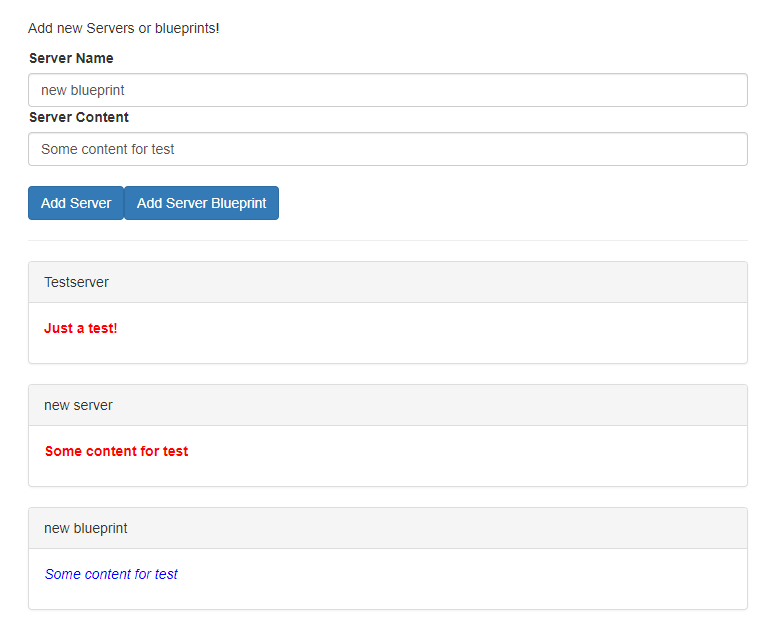 Add new Servers or blueprints!
Server Name
new blueprint
Server Content
Some content for test
Add Server Add Server Blueprint
Testserver
Just a test!
new server
Some content for test
new blueprint
Some content for test